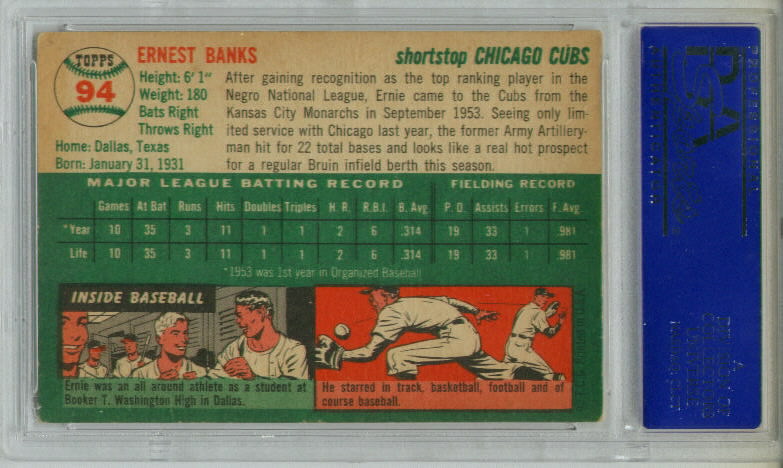 TOPPS
94
ERNEST BANKS
shortstop CHICAGO CUBS
Height: 6' 1"
Weight: 180
Bats Right
Throws Right
Home: Dallas, Texas
Born: January 31, 1931
After gaining recognition as the top ranking player in the
Negro National League, Ernie came to the Cubs from the
Kansas City Monarchs in September 1953. Seeing only lim-
ited service with Chicago last year, the former Army Artillery-
man hit for 22 total bases and looks like a real hot prospect
for a regular Bruin infield berth this season.
MAJOR LEAGUE BATTING RECORD FIELDING RECORD
Games At Bat Runs Hits Doubles Triples H. R. R.B.I. B. Avg. P. O. Assists Errors F. Avg.
*Year 10 35 3 11 1 1 2 6 .314 19 33 1 .981
Life 10 35 3 11 1 1 2 6 .314 19 33 1 .981
*1953 was 1st year in Organized Baseball
INSIDE BASEBALL
Ernie was an all around athlete as a student at
Booker T. Washington High in Dallas.
He starred in track, basketball, football and of
course baseball.